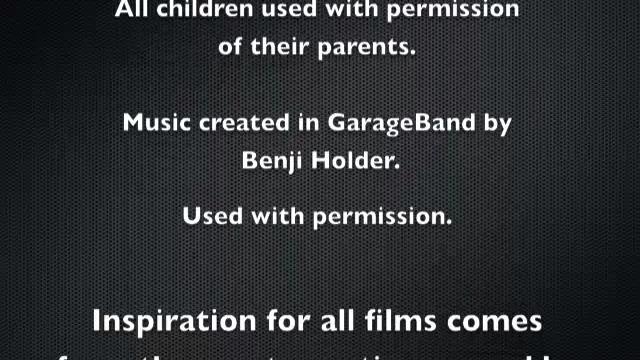 All children used with permission
of their parents.
Music created in GarageBand by
Benji Holder.
Used with permission.
Inspiration for all films comes